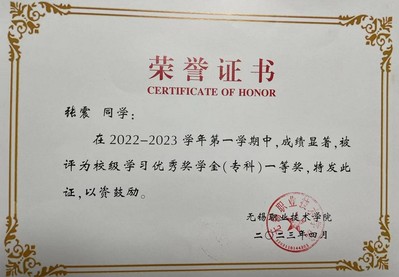 荣誉证书
CERTIFICATE OF HONOR
张震 同学：
在2022—2023学年第一学期中，成绩显著，被
评为校级学习优秀奖学金（专科）一等奖，特发此
证，以资鼓励。
无锡职业技术学院
二〇二三年四月